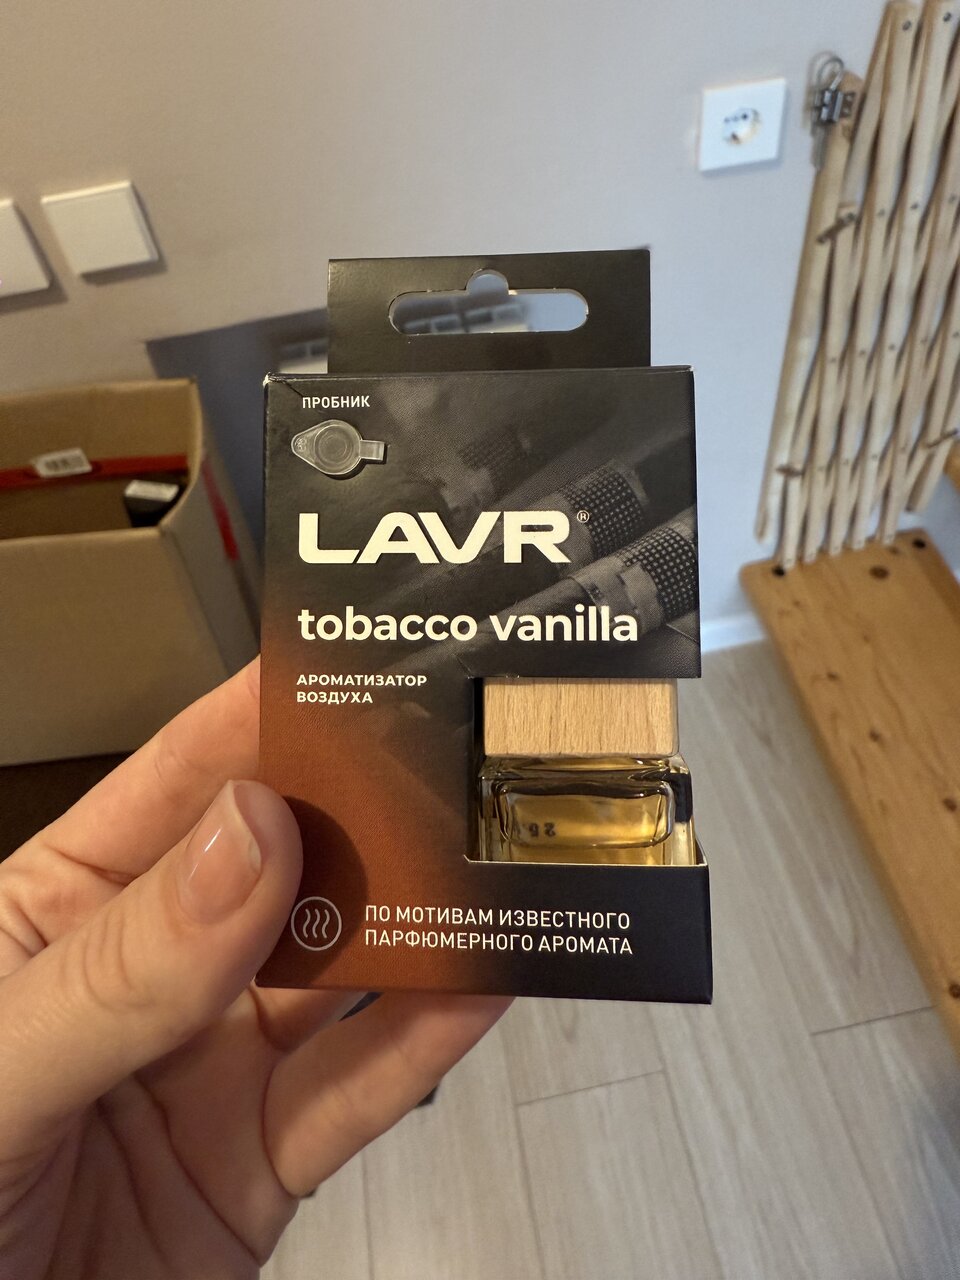 ПРОБНИК
LAVR®
tobacco vanilla
АРОМАТИЗАТОР
ВОЗДУХА
ПО МОТИВАМ ИЗВЕСТНОГО
ПАРФЮМЕРНОГО АРОМАТА